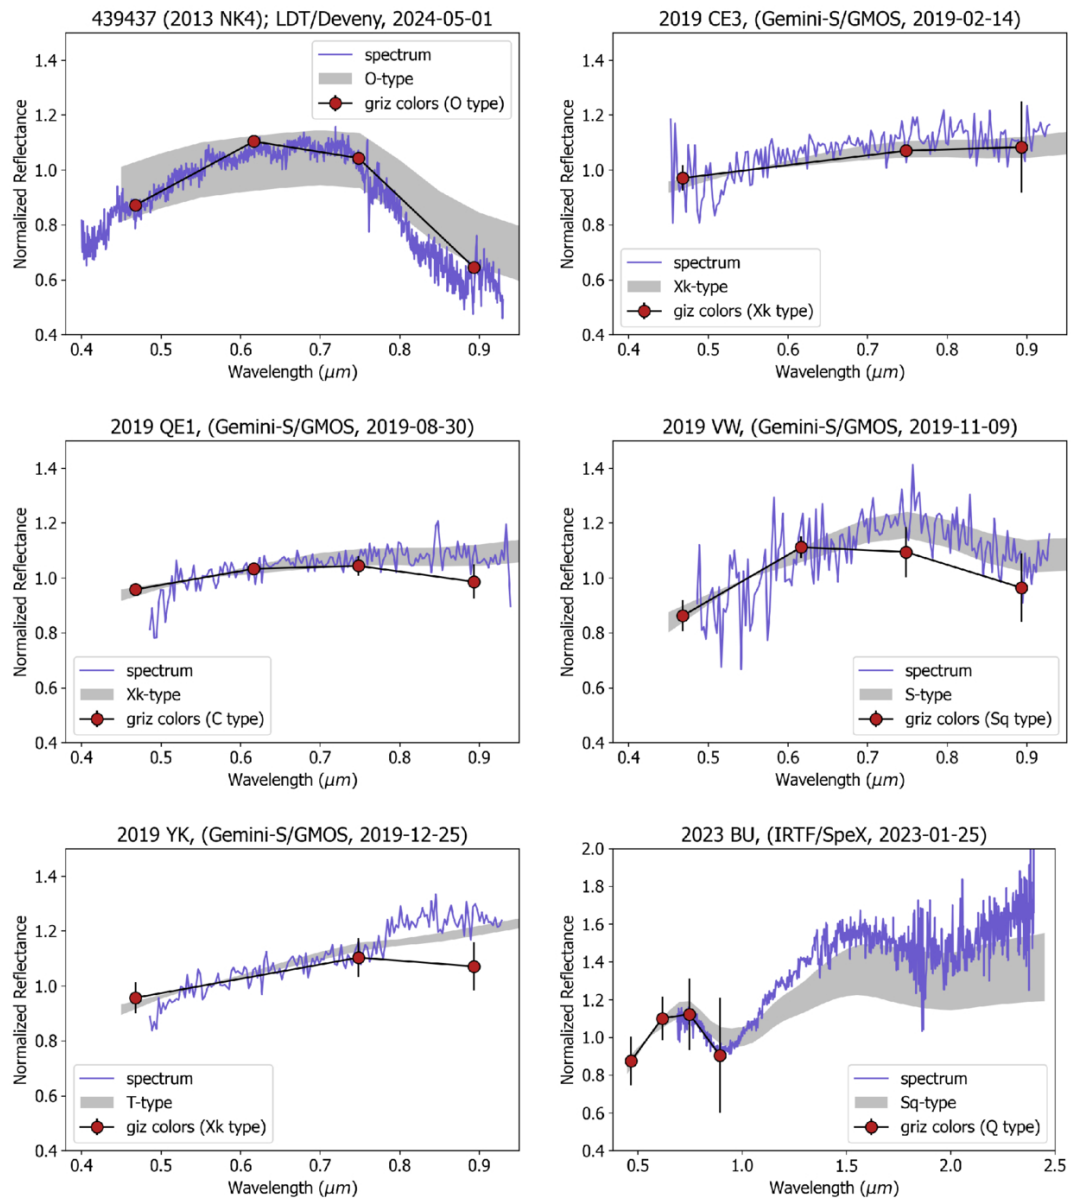 439437 (2013 NK4); LDT/Deveny, 2024-05-01
Normalized Reflectance
1.4
1.2
1.0
0.8
0.6
0.4
spectrum
O-type
griz colors (O type)
0.4 0.5 0.6 0.7 0.8 0.9
Wavelength (μm)
2019 CE3, (Gemini-S/GMOS, 2019-02-14)
Normalized Reflectance
1.4
1.2
1.0
0.8
0.6
0.4
spectrum
Xk-type
giz colors (Xk type)
0.4 0.5 0.6 0.7 0.8 0.9
Wavelength (μm)
2019 QE1, (Gemini-S/GMOS, 2019-08-30)
Normalized Reflectance
1.4
1.2
1.0
0.8
0.6
0.4
spectrum
Xk-type
griz colors (C type)
0.4 0.5 0.6 0.7 0.8 0.9
Wavelength (μm)
2019 VW, (Gemini-S/GMOS, 2019-11-09)
Normalized Reflectance
1.4
1.2
1.0
0.8
0.6
0.4
spectrum
S-type
griz colors (Sq type)
0.4 0.5 0.6 0.7 0.8 0.9
Wavelength (μm)
2019 YK, (Gemini-S/GMOS, 2019-12-25)
Normalized Reflectance
1.4
1.2
1.0
0.8
0.6
0.4
spectrum
T-type
giz colors (Xk type)
0.4 0.5 0.6 0.7 0.8 0.9
Wavelength (μm)
2023 BU, (IRTF/SpeX, 2023-01-25)
Normalized Reflectance
2.0
1.8
1.6
1.4
1.2
1.0
0.8
0.6
0.4
spectrum
Sq-type
griz colors (Q type)
0.5 1.0 1.5 2.0 2.5
Wavelength (μm)